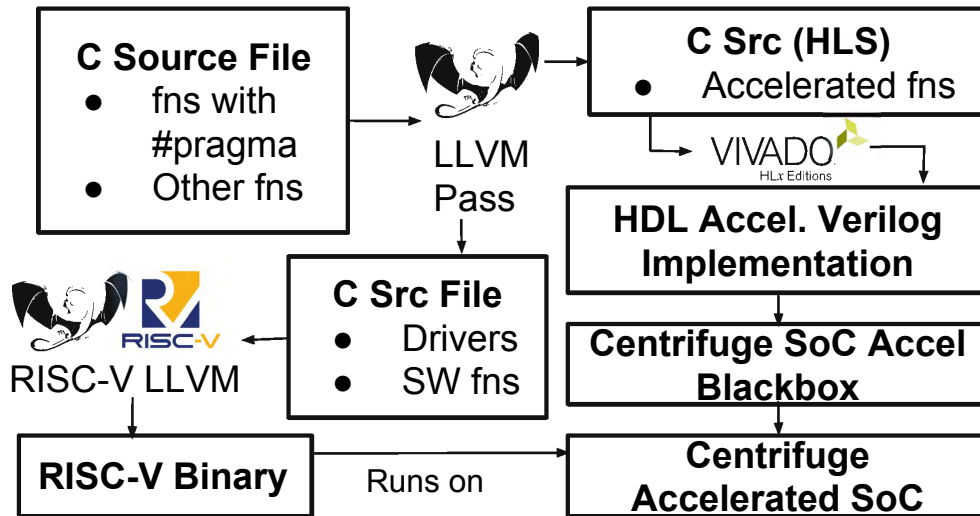 C Source File
● fns with
#pragma
● Other fns
LLVM
Pass
C Src (HLS)
● Accelerated fns
VIVADO
HLx Editions
HDL Accel. Verilog
Implementation
C Src File
● Drivers
● SW fns
RISC-V
RISC-V LLVM
Centrifuge SoC Accel
Blackbox
RISC-V Binary
Runs on
Centrifuge
Accelerated SoC